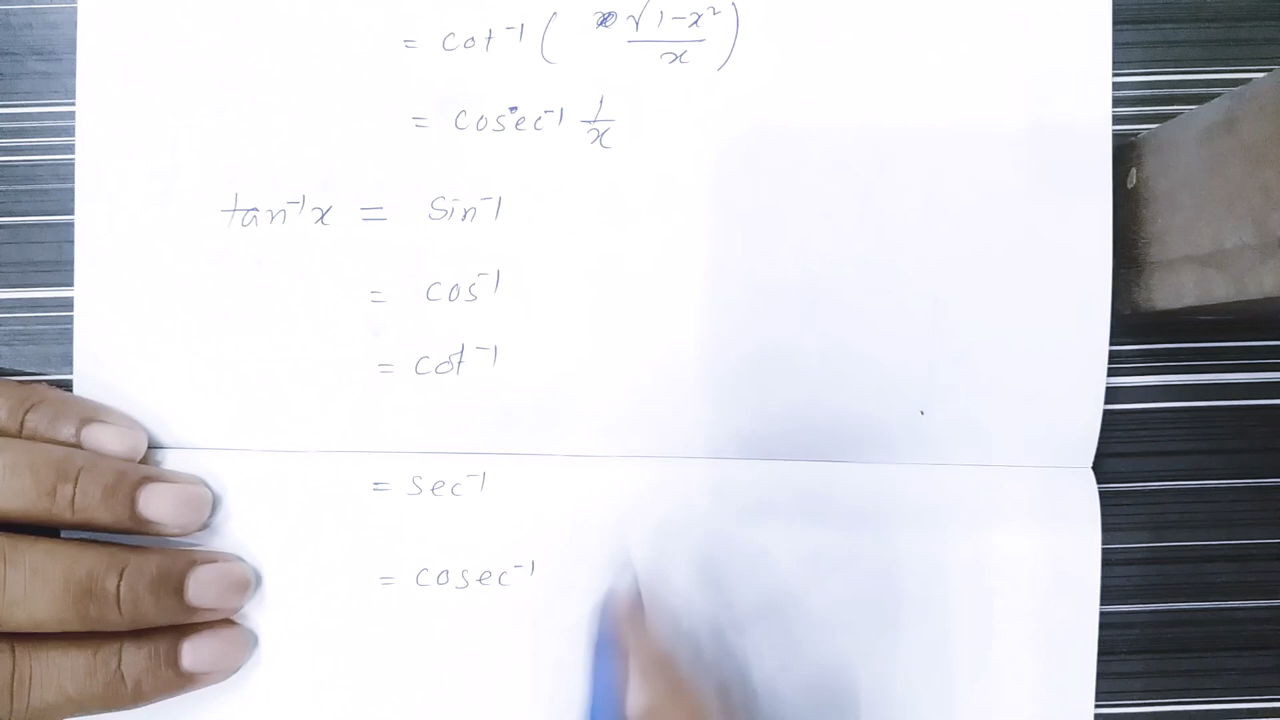 = cot⁻¹ ( √1-x² / x )
= cosec⁻¹ 1/x
tan⁻¹x = sin⁻¹
= cos⁻¹
= cot⁻¹
= sec⁻¹
= cosec⁻¹